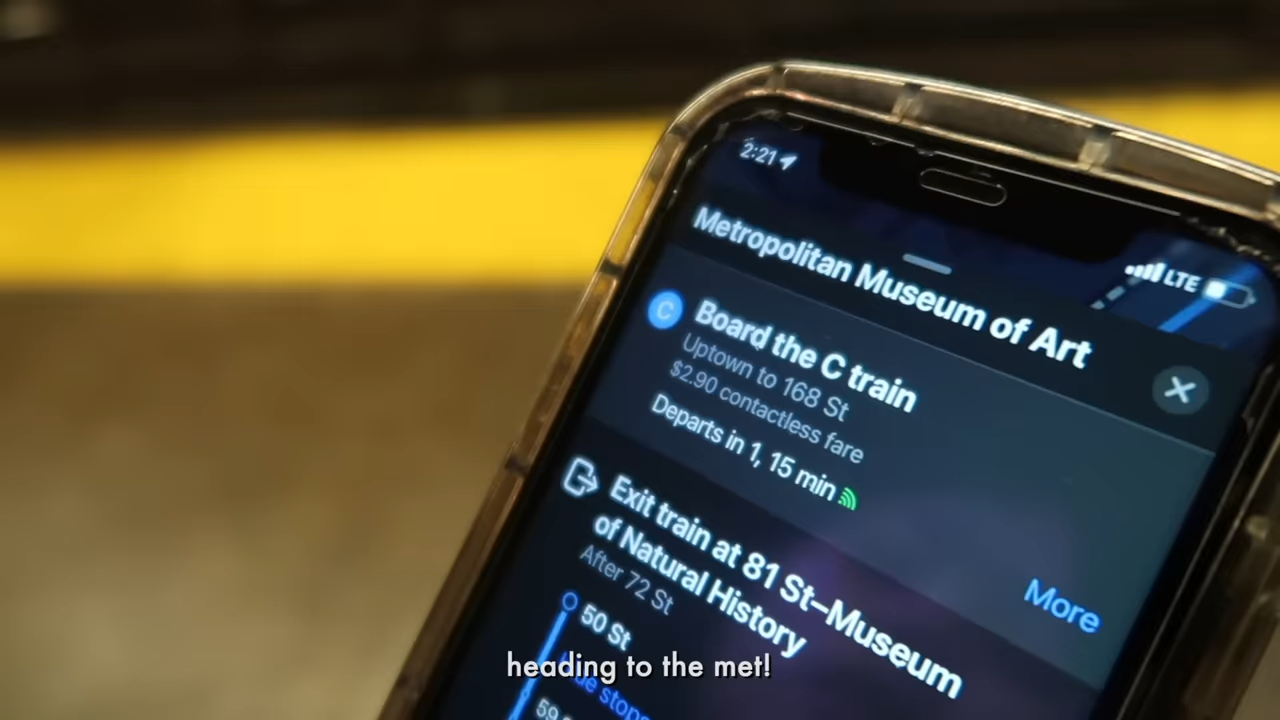 2:21
LTE
Metropolitan Museum of Art
C
Board the C train
Uptown to 168 St
$2.90 contactless fare
Departs in 1, 15 min
More
Exit train at 81 St–Museum
of Natural History
After 72 St
50 St
stops
59
heading to the met!